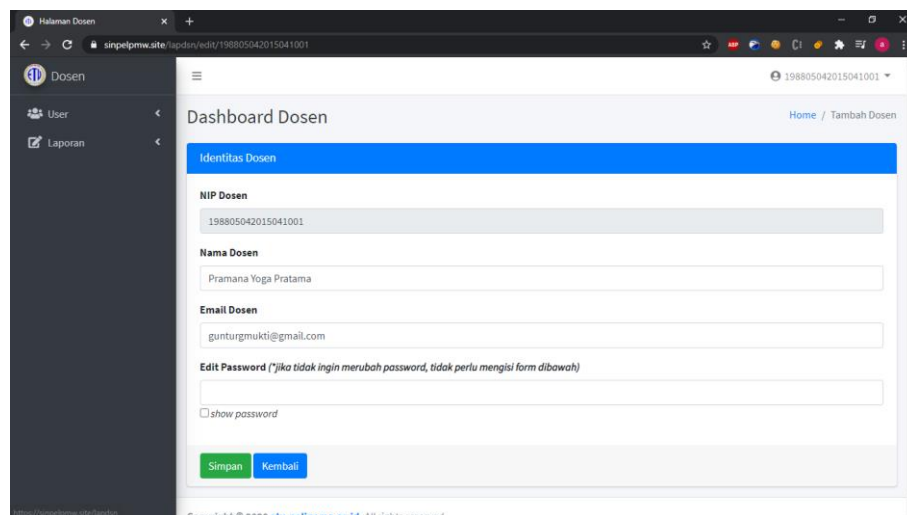 Halaman Dosen
sinpelpmw.site/lapdsn/edit/198805042015041001
Dosen
198805042015041001
User
Laporan
Dashboard Dosen
Home / Tambah Dosen
Identitas Dosen
NIP Dosen
198805042015041001
Nama Dosen
Pramana Yoga Pratama
Email Dosen
gunturgmukti@gmail.com
Edit Password (*jika tidak ingin merubah password, tidak perlu mengisi form dibawah)
show password
Simpan
Kembali